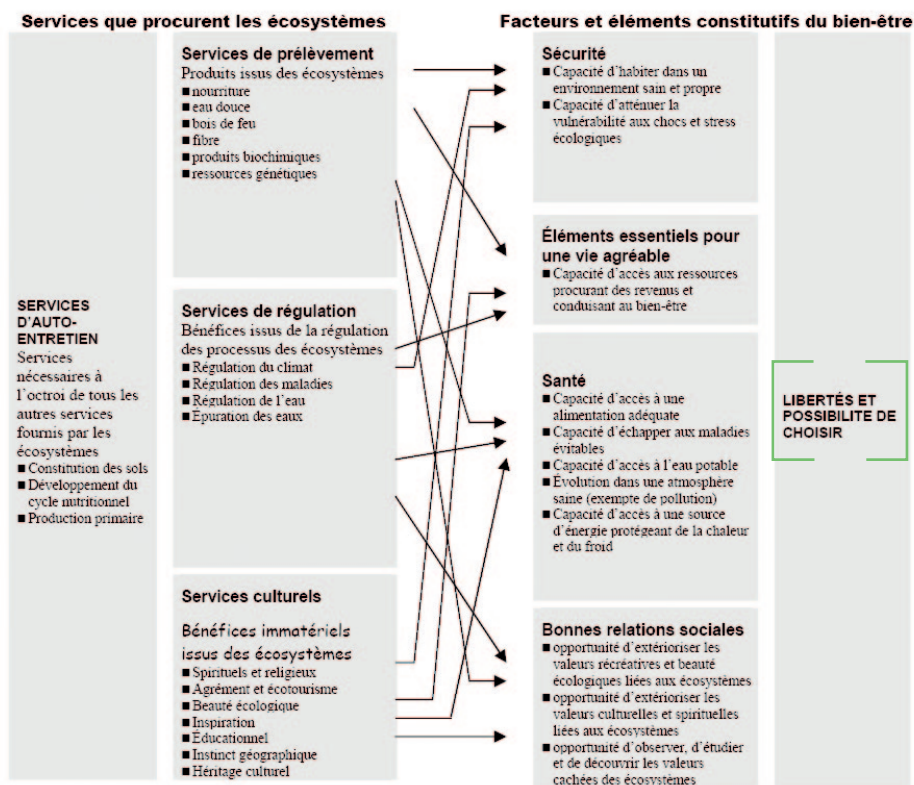 Services que procurent les écosystèmes
SERVICES
D'AUTO-
ENTRETIEN
Services
nécessaires à
l'octroi de tous les
autres services
fournis par les
écosystèmes
■ Constitution des sols
■ Développement du
cycle nutritionnel
■ Production primaire
Services de prélèvement
Produits issus des écosystèmes
■ nourriture
■ eau douce
■ bois de feu
■ fibre
■ produits biochimiques
■ ressources génétiques
Services de régulation
Bénéfices issus de la régulation
des processus des écosystèmes
■ Régulation du climat
■ Régulation des maladies
■ Régulation de l'eau
■ Épuration des eaux
Services culturels
Bénéfices immatériels
issus des écosystèmes
■ Spirituels et religieux
■ Agrément et écotourisme
■ Beauté écologique
■ Inspiration
■ Éducationnel
■ Instinct géographique
■ Héritage culturel
Facteurs et éléments constitutifs du bien-être
Sécurité
■ Capacité d'habiter dans un
environnement sain et propre
■ Capacité d'atténuer la
vulnérabilité aux chocs et stress
écologiques
Éléments essentiels pour
une vie agréable
■ Capacité d'accès aux ressources
procurant des revenus et
conduisant au bien-être
Santé
■ Capacité d'accès à une
alimentation adéquate
■ Capacité d'échapper aux maladies
évitables
■ Capacité d'accès à l'eau potable
■ Évolution dans une atmosphère
saine (exempte de pollution)
■ Capacité d'accès à une source
d'énergie protégeant de la chaleur
et du froid
Bonnes relations sociales
■ opportunité d'extérioriser les
valeurs récréatives et beauté
écologiques liées aux écosystèmes
■ opportunité d'extérioriser les
valeurs culturelles et spirituelles
liées aux écosystèmes
■ opportunité d'observer, d'étudier
et de découvrir les valeurs
cachées des écosystèmes
LIBERTÉS ET
POSSIBILITE DE
CHOISIR